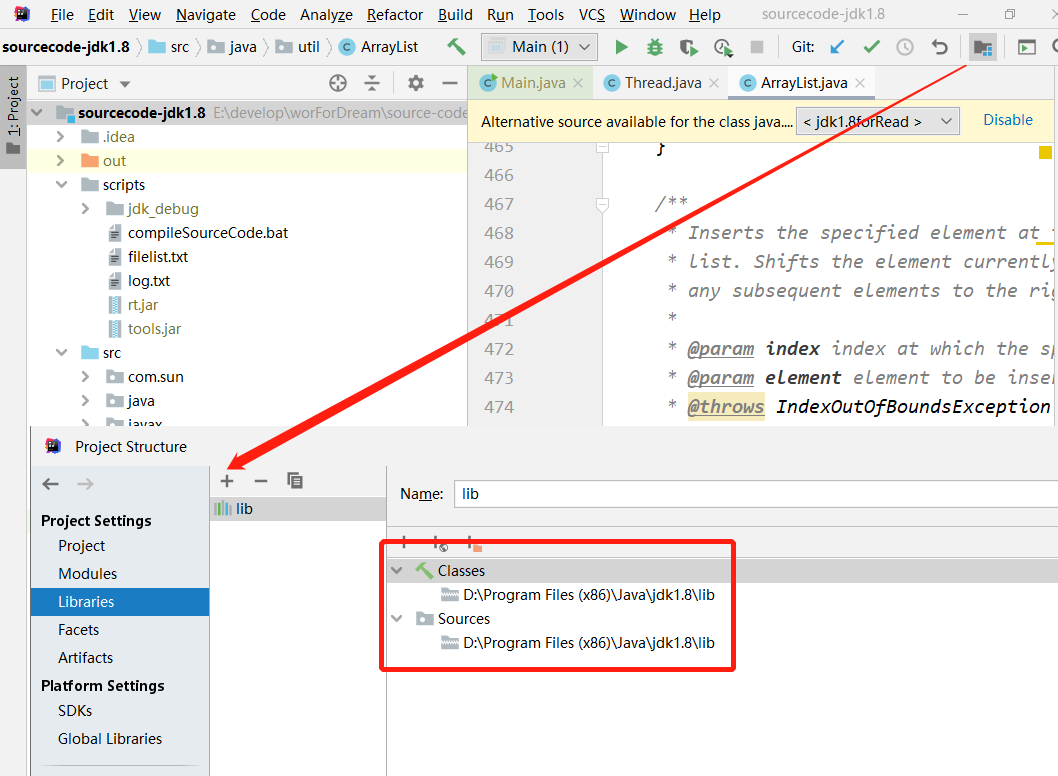 File Edit View Navigate Code Analyze Refactor Build Run Tools VCS Window Help sourcecode-jdk1.8
sourcecode-jdk1.8 src java util ArrayList Main (1) Git:
1: Project
Project
Main.java Thread.java ArrayList.java
sourcecode-jdk1.8 E:\develop\worForDream\source-code
Alternative source available for the class java.... < jdk1.8forRead > Disable
.idea
out
scripts
jdk_debug
compileSourceCode.bat
filelist.txt
log.txt
rt.jar
tools.jar
src
com.sun
java
javax
465 }
466
467 /**
468 * Inserts the specified element at
469 * list. Shifts the element currently
470 * any subsequent elements to the
471 *
472 * @param index index at which the
473 * @param element element to be
474 * @throws IndexOutOfBoundsException
Project Structure
Name: lib
lib
Project Settings
Project
Modules
Libraries
Facets
Artifacts
Platform Settings
SDKs
Global Libraries
Classes
D:\Program Files (x86)\Java\jdk1.8\lib
Sources
D:\Program Files (x86)\Java\jdk1.8\lib